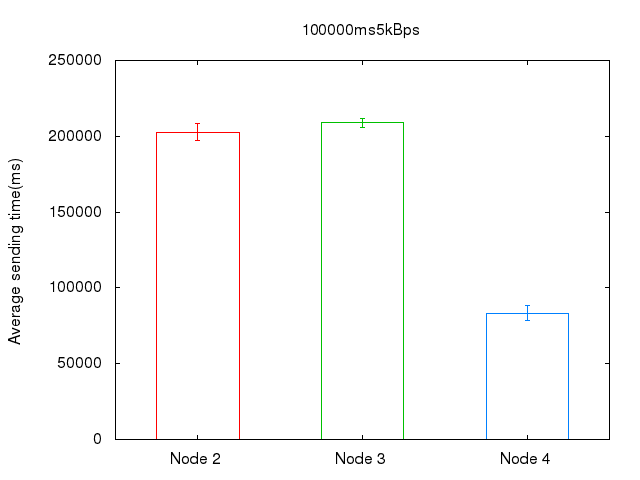 100000ms5kBps
250000
200000
150000
100000
50000
0
Average sending time(ms)
Node 2
Node 3
Node 4